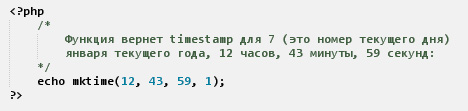 <?php
/*
Функция вернет timestamp для 7 (это номер текущего дня)
января текущего года, 12 часов, 43 минуты, 59 секунд:
*/
echo mktime(12, 43, 59, 1);
?>